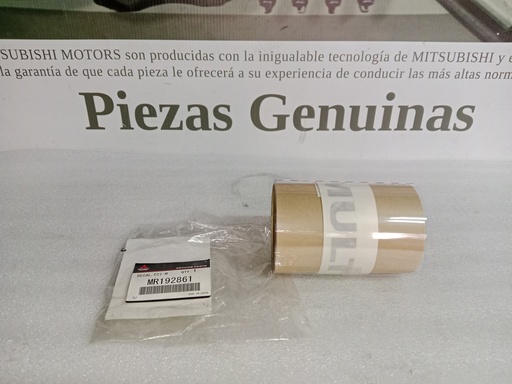 SUBISHI MOTORS son producidas con la inigualable tecnología de MITSUBISHI y e
la garantía de que cada pieza le ofrecerá a su experiencia de conducir las más altas norm
Piezas Genuinas
MULT
MR192861